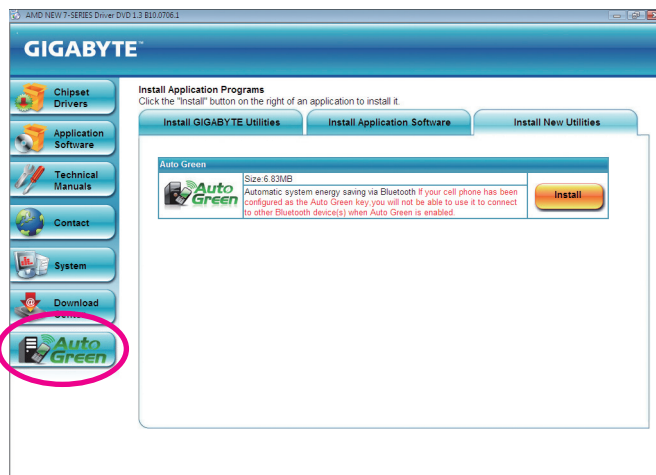 AMD NEW 7-SERIES Driver DVD 1.3 B10.0706.1
GIGABYTE™
Chipset
Drivers
Application
Software
Technical
Manuals
Contact
System
Download
Auto
Green
Install Application Programs
Click the "Install" button on the right of an application to install it.
Install GIGABYTE Utilities
Install Application Software
Install New Utilities
Auto Green
Auto
Green
Size:6.83MB
Automatic system energy saving via Bluetooth If your cell phone has been
configured as the Auto Green key,you will not be able to use it to connect
to other Bluetooth device(s) when Auto Green is enabled.
Install